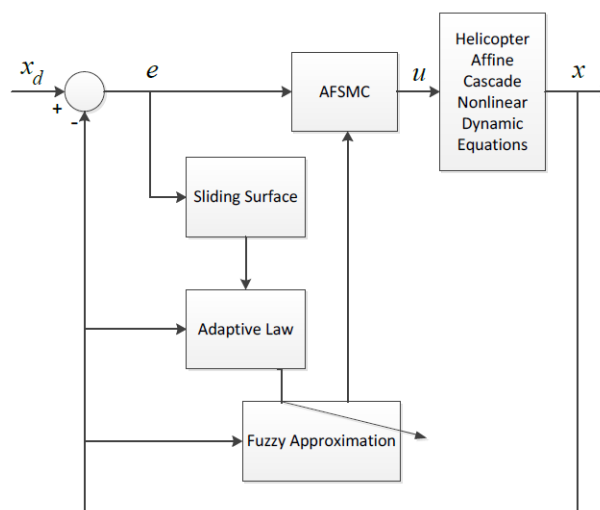 x_d
e
+
-
AFSMC
u
Helicopter
Affine
Cascade
Nonlinear
Dynamic
Equations
x
Sliding Surface
Adaptive Law
Fuzzy Approximation